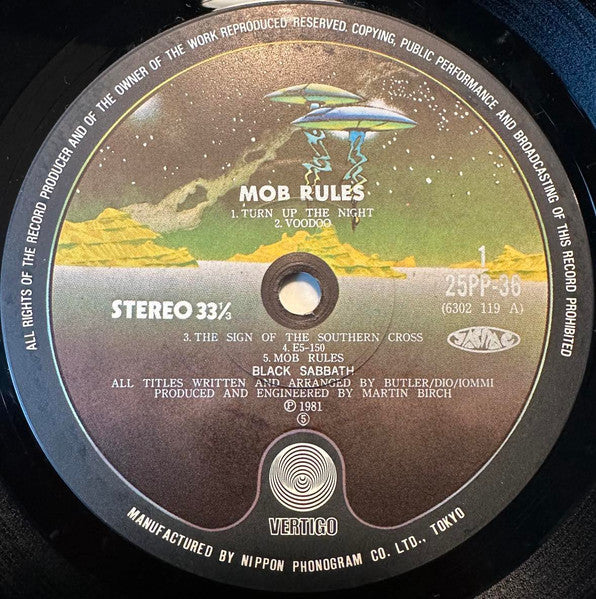 ALL RIGHTS OF THE RECORD PRODUCER AND OF THE OWNER OF THE WORK REPRODUCED RESERVED. COPYING, PUBLIC PERFORMANCE AND BROADCASTING OF THIS RECORD PROHIBITED
MOB RULES
1. TURN UP THE NIGHT
2. VOODOO
STEREO 33⅓
1
25PP-36
(6302 119 A)
3. THE SIGN OF THE SOUTHERN CROSS
4. E5-150
5. MOB RULES
BLACK SABBATH
ALL TITLES WRITTEN AND ARRANGED BY BUTLER/DIO/IOMMI
PRODUCED AND ENGINEERED BY MARTIN BIRCH
Ⓟ 1981
⑤
VERTIGO
MANUFACTURED BY NIPPON PHONOGRAM CO. LTD., TOKYO